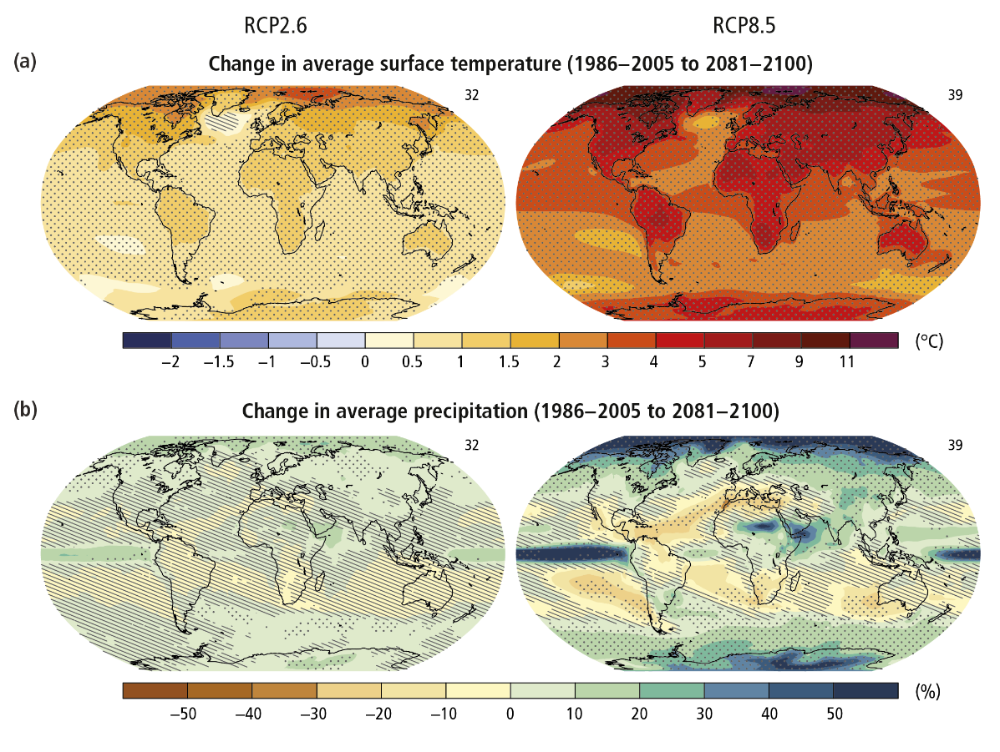 RCP2.6 RCP8.5
(a) Change in average surface temperature (1986–2005 to 2081–2100)
32 39
−2 −1.5 −1 −0.5 0 0.5 1 1.5 2 3 4 5 7 9 11 (°C)
(b) Change in average precipitation (1986–2005 to 2081–2100)
32 39
−50 −40 −30 −20 −10 0 10 20 30 40 50 (%)